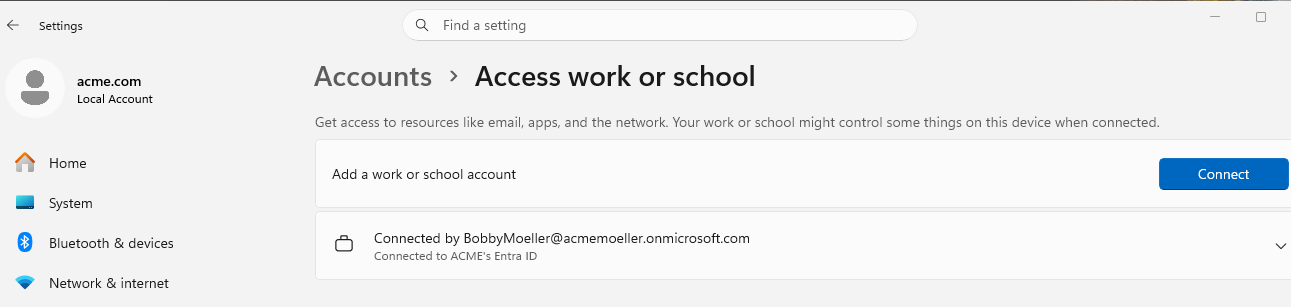 Settings
Find a setting
acme.com
Local Account
Home
System
Bluetooth & devices
Network & internet
Accounts > Access work or school
Get access to resources like email, apps, and the network. Your work or school might control some things on this device when connected.
Add a work or school account
Connect
Connected by BobbyMoeller@acmemoeller.onmicrosoft.com
Connected to ACME's Entra ID